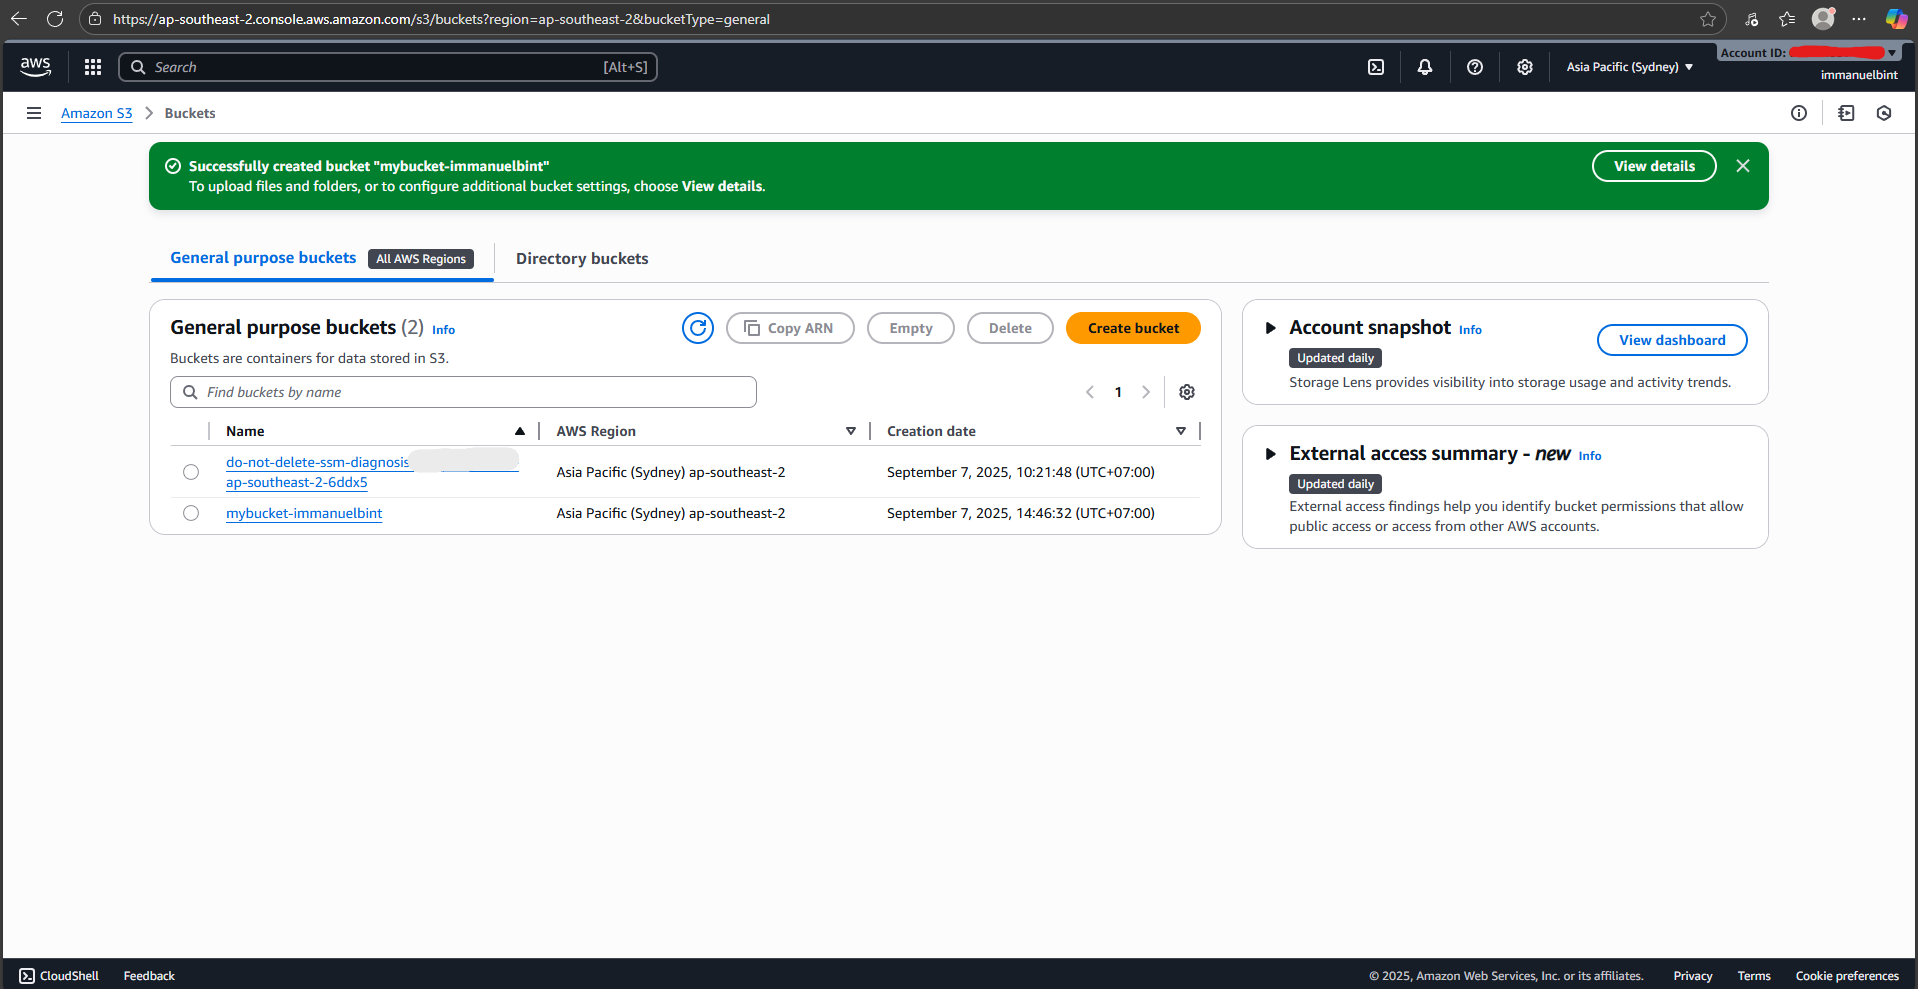 https://ap-southeast-2.console.aws.amazon.com/s3/buckets?region=ap-southeast-2&bucketType=general
aws
Search [Alt+S]
Asia Pacific (Sydney)
Account ID:
immanuelbint
Amazon S3 > Buckets
Successfully created bucket "mybucket-immanuelbint"
To upload files and folders, or to configure additional bucket settings, choose View details.
View details
General purpose buckets All AWS Regions Directory buckets
General purpose buckets (2) Info
Copy ARN Empty Delete Create bucket
Buckets are containers for data stored in S3.
Find buckets by name
1
Name AWS Region Creation date
do-not-delete-ssm-diagnosis
ap-southeast-2-6ddx5
Asia Pacific (Sydney) ap-southeast-2 September 7, 2025, 10:21:48 (UTC+07:00)
mybucket-immanuelbint Asia Pacific (Sydney) ap-southeast-2 September 7, 2025, 14:46:32 (UTC+07:00)
Account snapshot Info
View dashboard
Updated daily
Storage Lens provides visibility into storage usage and activity trends.
External access summary - new Info
Updated daily
External access findings help you identify bucket permissions that allow
public access or access from other AWS accounts.
CloudShell Feedback
© 2025, Amazon Web Services, Inc. or its affiliates. Privacy Terms Cookie preferences